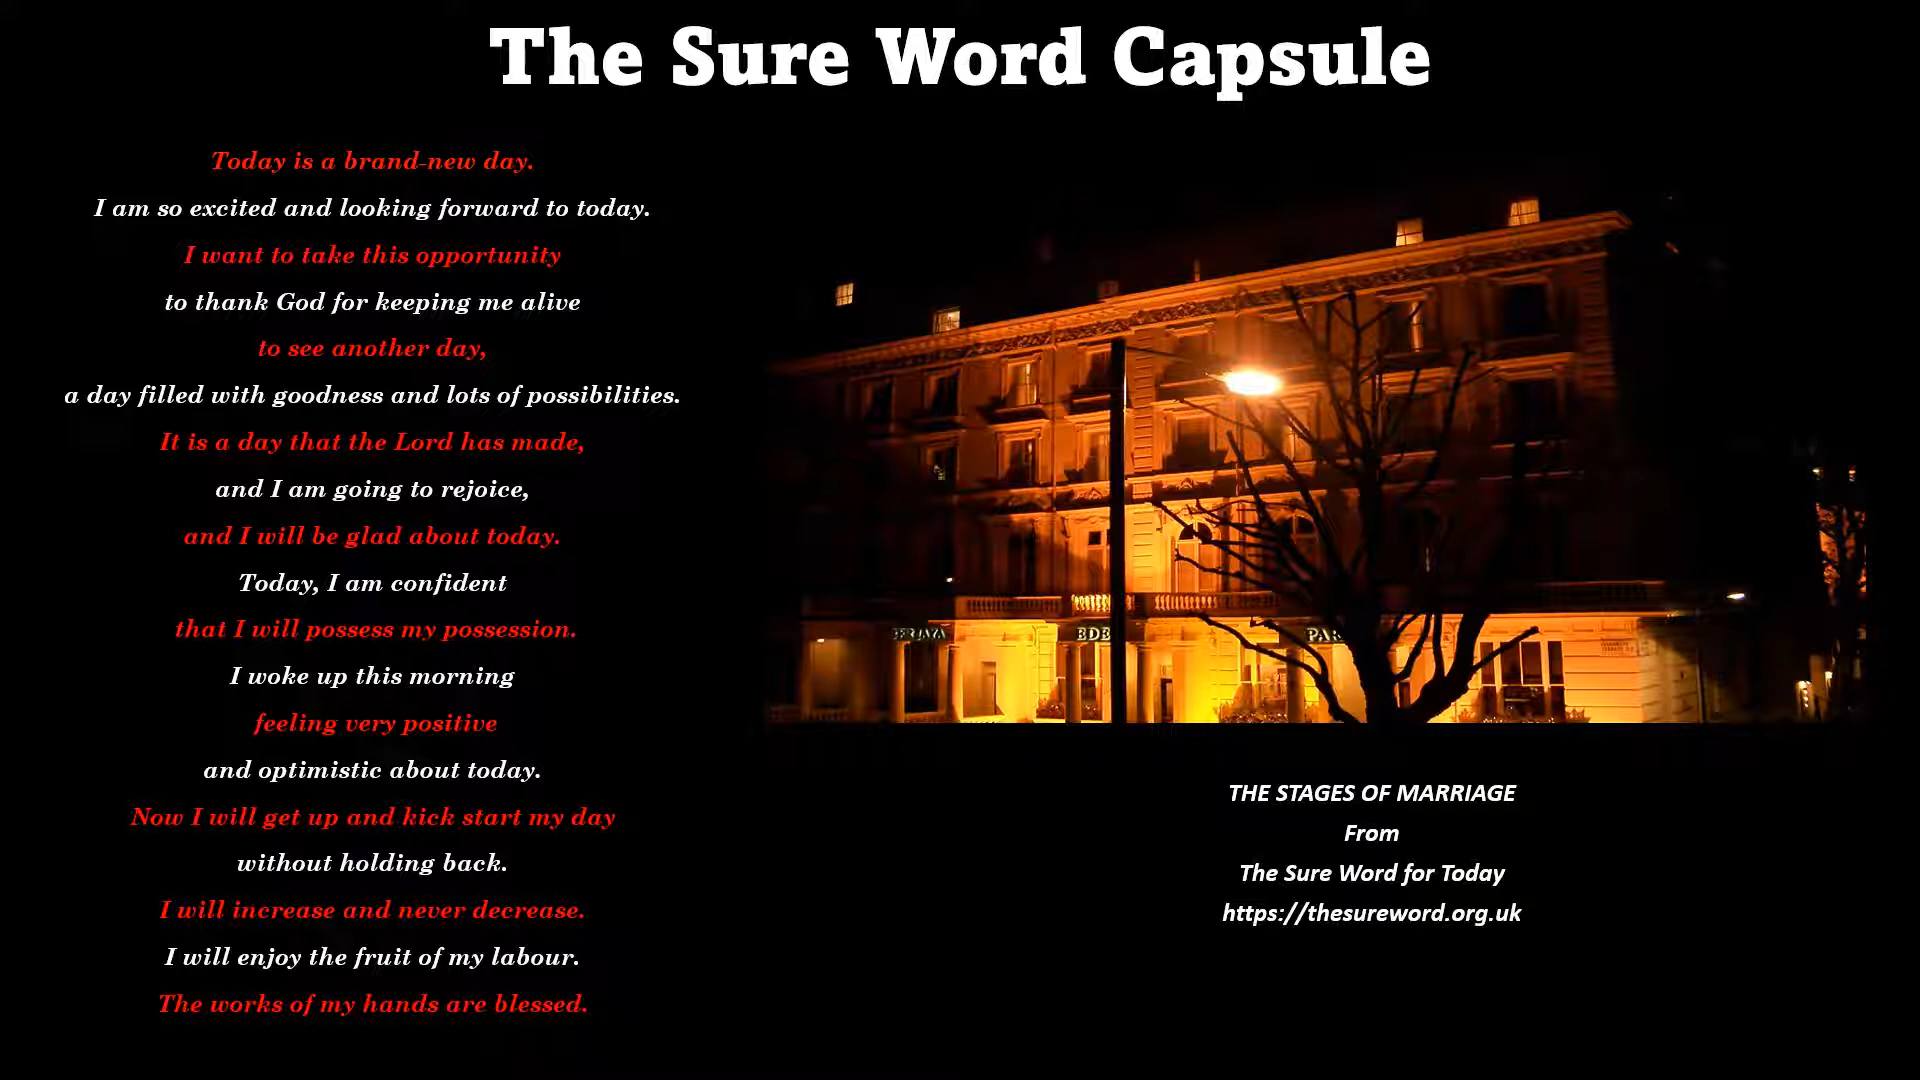 The Sure Word Capsule
Today is a brand-new day.
I am so excited and looking forward to today.
I want to take this opportunity
to thank God for keeping me alive
to see another day,
a day filled with goodness and lots of possibilities.
It is a day that the Lord has made,
and I am going to rejoice,
and I will be glad about today.
Today, I am confident
that I will possess my possession.
I woke up this morning
feeling very positive
and optimistic about today.
Now I will get up and kick start my day
without holding back.
I will increase and never decrease.
I will enjoy the fruit of my labour.
The works of my hands are blessed.
BERJAYA EDE PAR
THE STAGES OF MARRIAGE
From
The Sure Word for Today
https://thesureword.org.uk